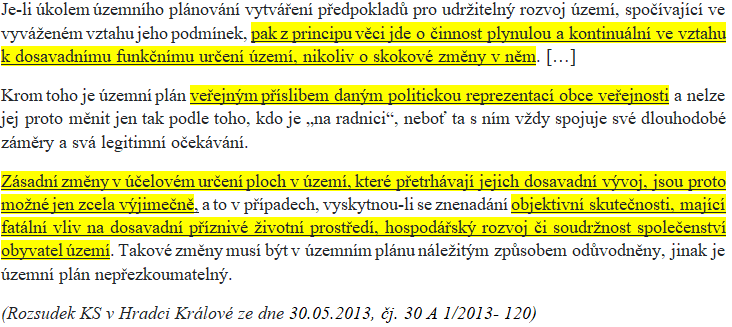 Je-li úkolem územního plánování vytváření předpokladů pro udržitelný rozvoj území, spočívající ve
vyváženém vztahu jeho podmínek, pak z principu věci jde o činnost plynulou a kontinuální ve vztahu
k dosavadnímu funkčnímu určení území, nikoliv o skokové změny v něm. […]
Krom toho je územní plán veřejným příslibem daným politickou reprezentací obce veřejnosti a nelze
jej proto měnit jen tak podle toho, kdo je „na radnici“, neboť ta s ním vždy spojuje své dlouhodobé
záměry a svá legitimní očekávání.
Zásadní změny v účelovém určení ploch v území, které přetrhávají jejich dosavadní vývoj, jsou proto
možné jen zcela výjimečně, a to v případech, vyskytnou-li se znenadání objektivní skutečnosti, mající
fatální vliv na dosavadní příznivé životní prostředí, hospodářský rozvoj či soudržnost společenství
obyvatel území. Takové změny musí být v územním plánu náležitým způsobem odůvodněny, jinak je
územní plán nepřezkoumatelný.
(Rozsudek KS v Hradci Králové ze dne 30.05.2013, čj. 30 A 1/2013- 120)